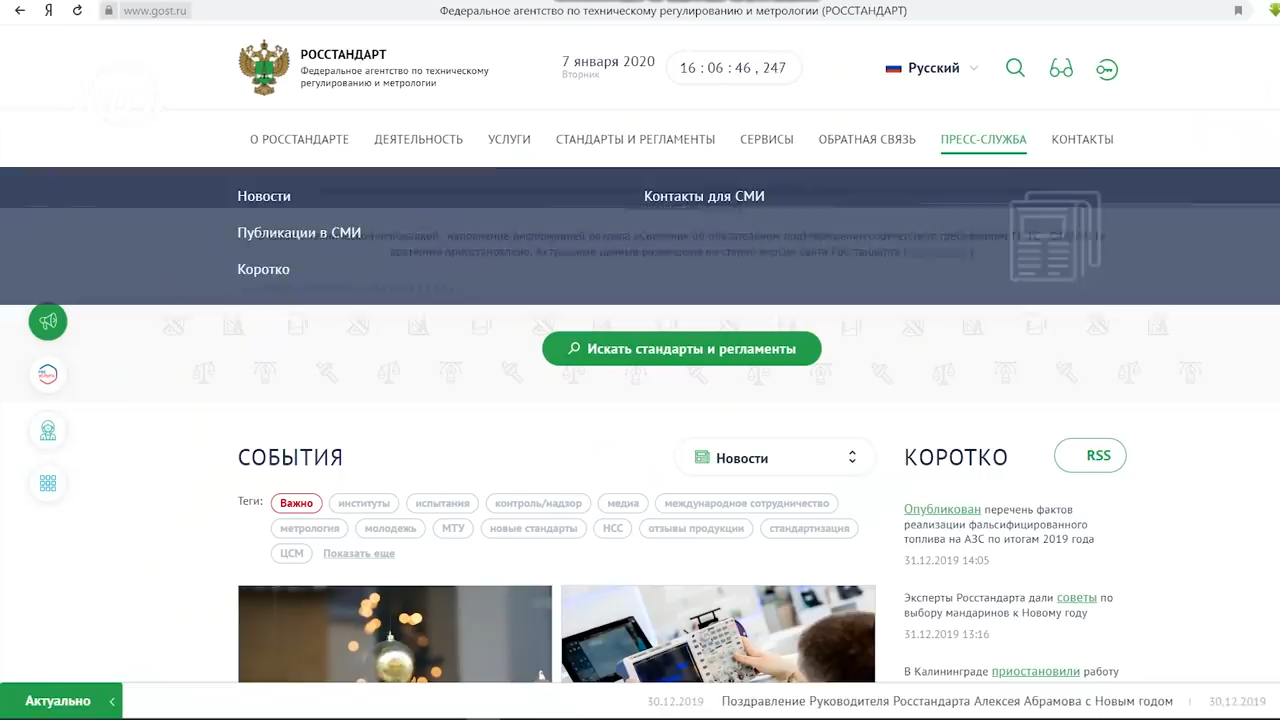 www.gost.ru
Федеральное агентство по техническому регулированию и метрологии (РОССТАНДАРТ)
РОССТАНДАРТ
Федеральное агентство по техническому
регулированию и метрологии
7 января 2020
Вторник
16 : 06 : 46 , 247
Русский
О РОССТАНДАРТЕ ДЕЯТЕЛЬНОСТЬ УСЛУГИ СТАНДАРТЫ И РЕГЛАМЕНТЫ СЕРВИСЫ ОБРАТНАЯ СВЯЗЬ ПРЕСС-СЛУЖБА КОНТАКТЫ
Новости
Публикации в СМИ
Коротко
Контакты для СМИ
Искать стандарты и регламенты
СОБЫТИЯ
Новости
Теги: Важно институты испытания контроль/надзор медиа международное сотрудничество
метрология молодежь МТУ новые стандарты НСС отзывы продукции стандартизация
ЦСМ Показать еще
КОРОТКО
RSS
Опубликован перечень фактов
реализации фальсифицированного
топлива на АЗС по итогам 2019 года
31.12.2019 14:05
Эксперты Росстандарта дали советы по
выбору мандаринов к Новому году
31.12.2019 13:16
В Калининграде приостановили работу
Актуально
30.12.2019 Поздравление Руководителя Росстандарта Алексея Абрамова с Новым годом 30.12.2019